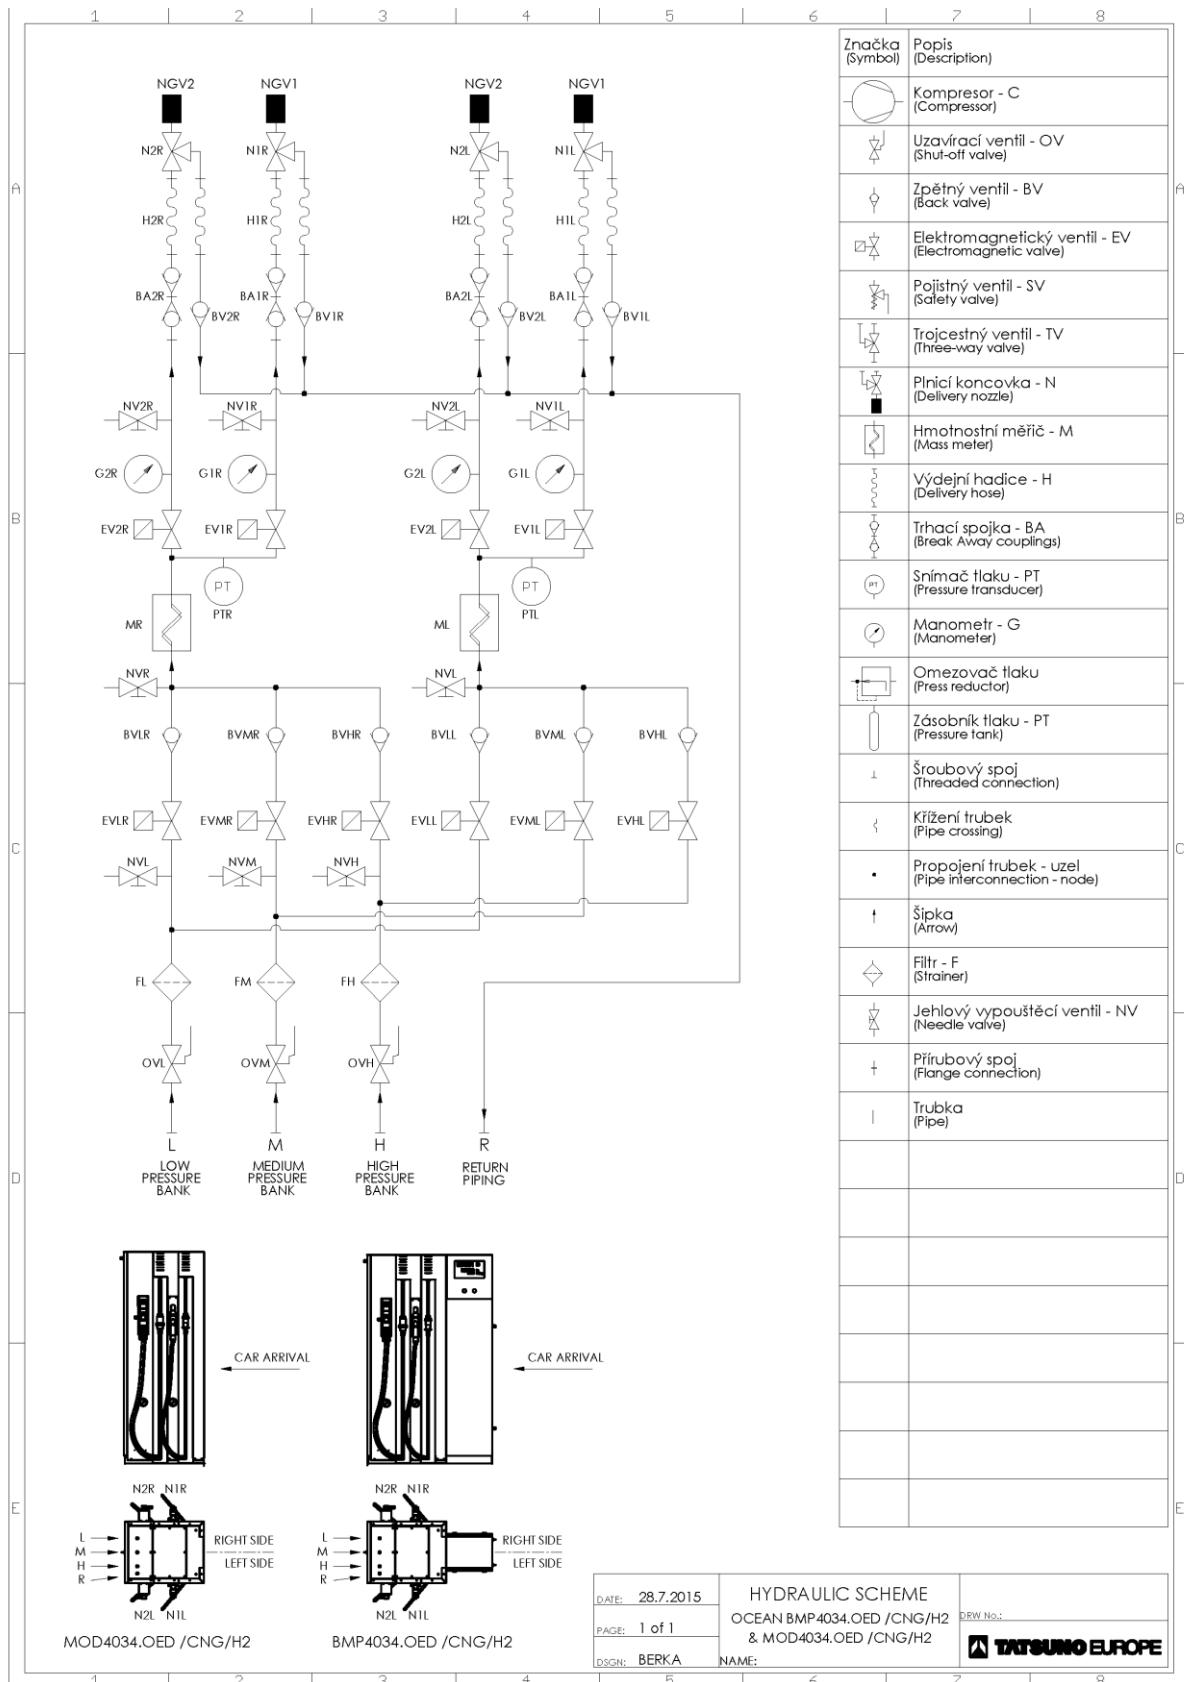 1 2 3 4 5 6 7 8
NGV2 NGV1 NGV2 NGV1
N2R N1R N2L N1L
A A
H2R H1R H2L H1L
BA2R BA1R BA2L BA1L
BV2R BV1R BV2L BV1L
NV2R NV1R NV2L NV1L
G2R G1R G2L G1L
B B
EV2R EV1R EV2L EV1L
PT PT
PTR PTL
MR ML
NVR NVL
BVLR BVMR BVHR BVLL BVML BVHL
EVLR EVMR EVHR EVLL EVML EVHL
C C
NVL NVM NVH
FL FM FH
OVL OVM OVH
L M H R
LOW
PRESSURE
BANK
MEDIUM
PRESSURE
BANK
HIGH
PRESSURE
BANK
RETURN
PIPING
D D
Značka
(Symbol)
Popis
(Description)
Kompresor - C
(Compressor)
Uzavírací ventil - OV
(Shut-off valve)
Zpětný ventil - BV
(Back valve)
Elektromagnetický ventil - EV
(Electromagnetic valve)
Pojistný ventil - SV
(Safety valve)
Trojcestný ventil - TV
(Three-way valve)
Plnicí koncovka - N
(Delivery nozzle)
Hmotnostní měřič - M
(Mass meter)
Výdejní hadice - H
(Delivery hose)
Trhací spojka - BA
(Break Away couplings)
PT
Snímač tlaku - PT
(Pressure transducer)
Manometr - G
(Manometer)
Omezovač tlaku
(Press reductor)
Zásobník tlaku - PT
(Pressure tank)
Šroubový spoj
(Threaded connection)
Křížení trubek
(Pipe crossing)
Propojení trubek - uzel
(Pipe interconnection - node)
Šipka
(Arrow)
Filtr - F
(Strainer)
Jehlový vypouštěcí ventil - NV
(Needle valve)
Přírubový spoj
(Flange connection)
Trubka
(Pipe)
CAR ARRIVAL CAR ARRIVAL
E E
N2R N1R
L
M
H
R
RIGHT SIDE
LEFT SIDE
N2L N1L
MOD4034.OED /CNG/H2
N2R N1R
L
M
H
R
RIGHT SIDE
LEFT SIDE
N2L N1L
BMP4034.OED /CNG/H2
DATE: 28.7.2015
PAGE: 1 of 1
DSGN: BERKA
HYDRAULIC SCHEME
OCEAN BMP4034.OED /CNG/H2
& MOD4034.OED /CNG/H2
NAME:
DRW No.:
TATSUNO EUROPE
1 2 3 4 5 6 7 8